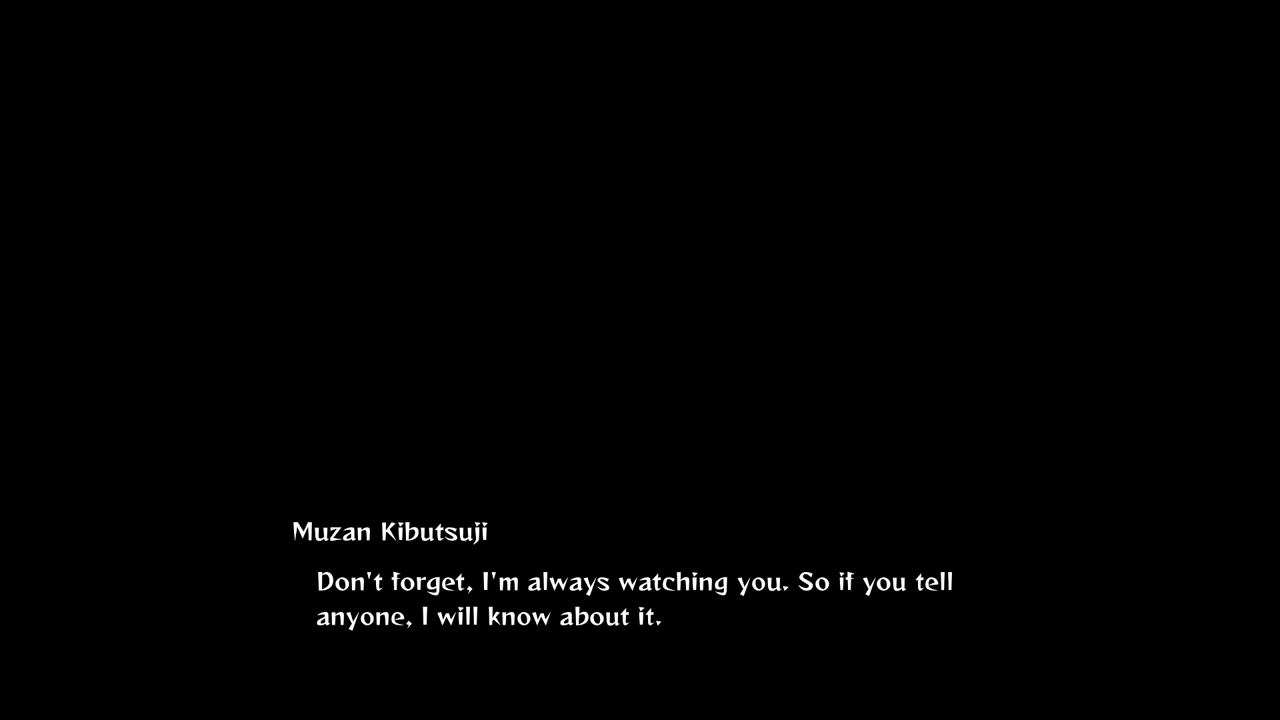 Muzan Kibutsuji
Don't forget, I'm always watching you. So if you tell
anyone, I will know about it.